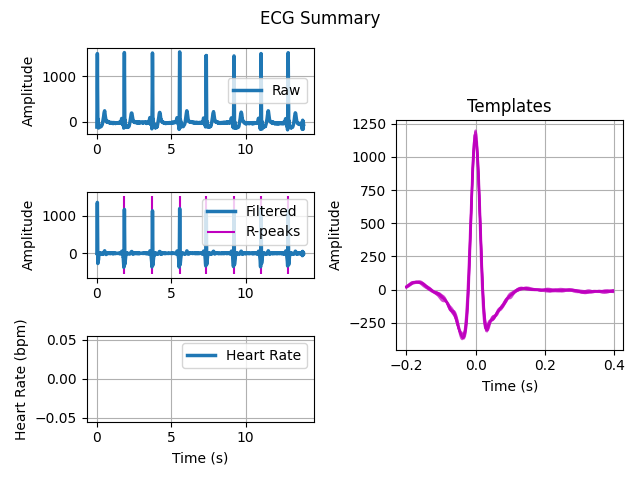 ECG Summary
Amplitude
1000
0
Raw
0 5 10
Amplitude
1000
0
Filtered
R-peaks
0 5 10
Heart Rate (bpm)
0.05
0.00
−0.05
Heart Rate
0 5 10
Time (s)
Templates
Amplitude
1250
1000
750
500
250
0
−250
−0.2 0.0 0.2 0.4
Time (s)